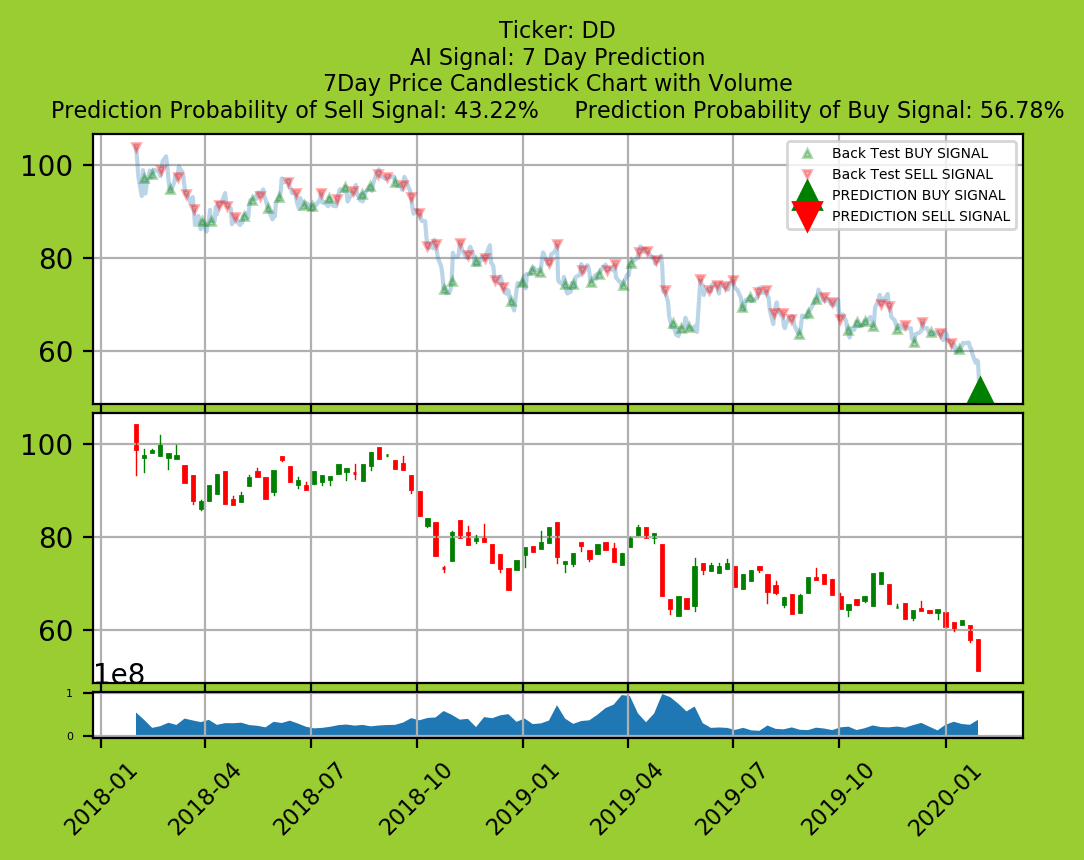 Ticker: DD
AI Signal: 7 Day Prediction
7Day Price Candlestick Chart with Volume
Prediction Probability of Sell Signal: 43.22%     Prediction Probability of Buy Signal: 56.78%
Back Test BUY SIGNAL
Back Test SELL SIGNAL
PREDICTION BUY SIGNAL
PREDICTION SELL SIGNAL
100
80
60
100
80
60
1e8
1
0
2018-01 2018-04 2018-07 2018-10 2019-01 2019-04 2019-07 2019-10 2020-01